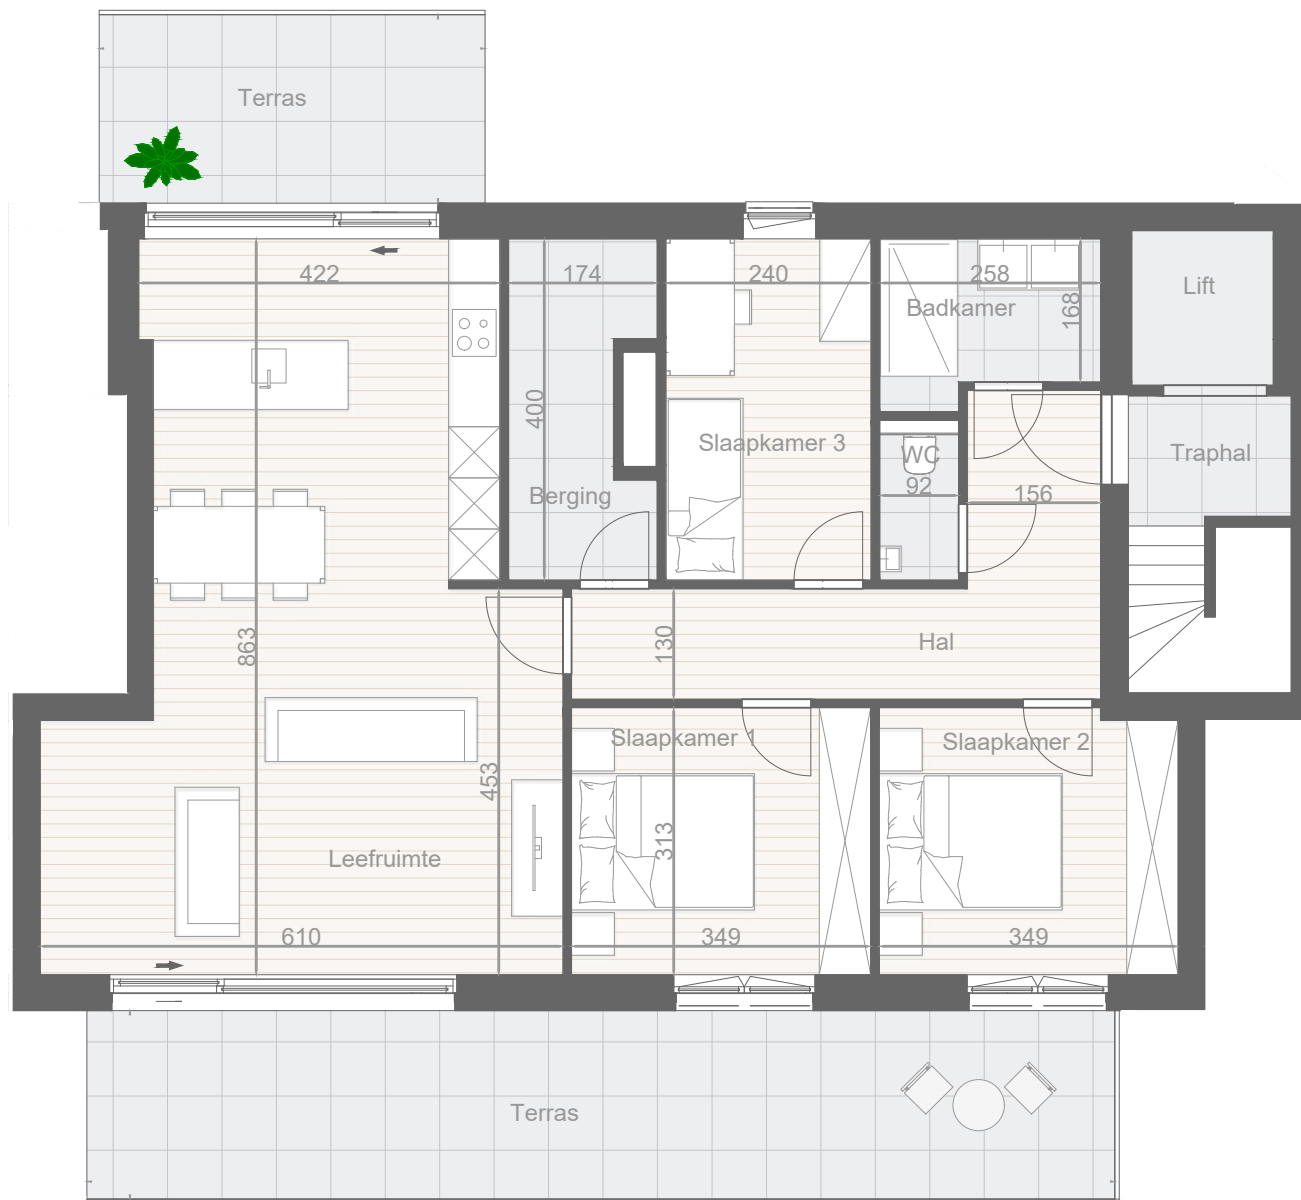 Terras
422
174
240
258
Lift
Badkamer
168
400
Slaapkamer 3
WC
Traphal
92
156
Berging
863
130
Hal
Slaapkamer 1
Slaapkamer 2
453
313
Leefruimte
610
349
349
Terras